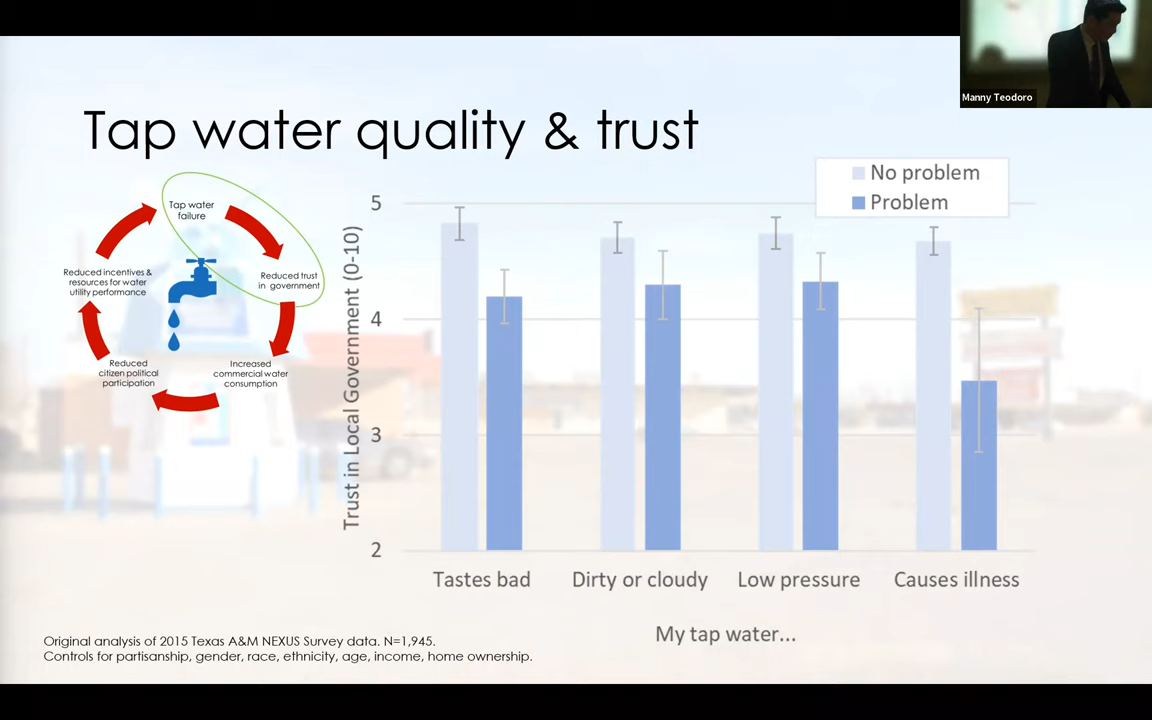 Manny Teodoro
Tap water quality & trust
Tap water
failure
Reduced trust
in government
Increased
commercial water
consumption
Reduced
citizen political
participation
Reduced incentives &
resources for water
utility performance
No problem
Problem
Trust in Local Government (0-10)
5
4
3
2
Tastes bad
Dirty or cloudy
Low pressure
Causes illness
My tap water...
Original analysis of 2015 Texas A&M NEXUS Survey data. N=1,945.
Controls for partisanship, gender, race, ethnicity, age, income, home ownership.